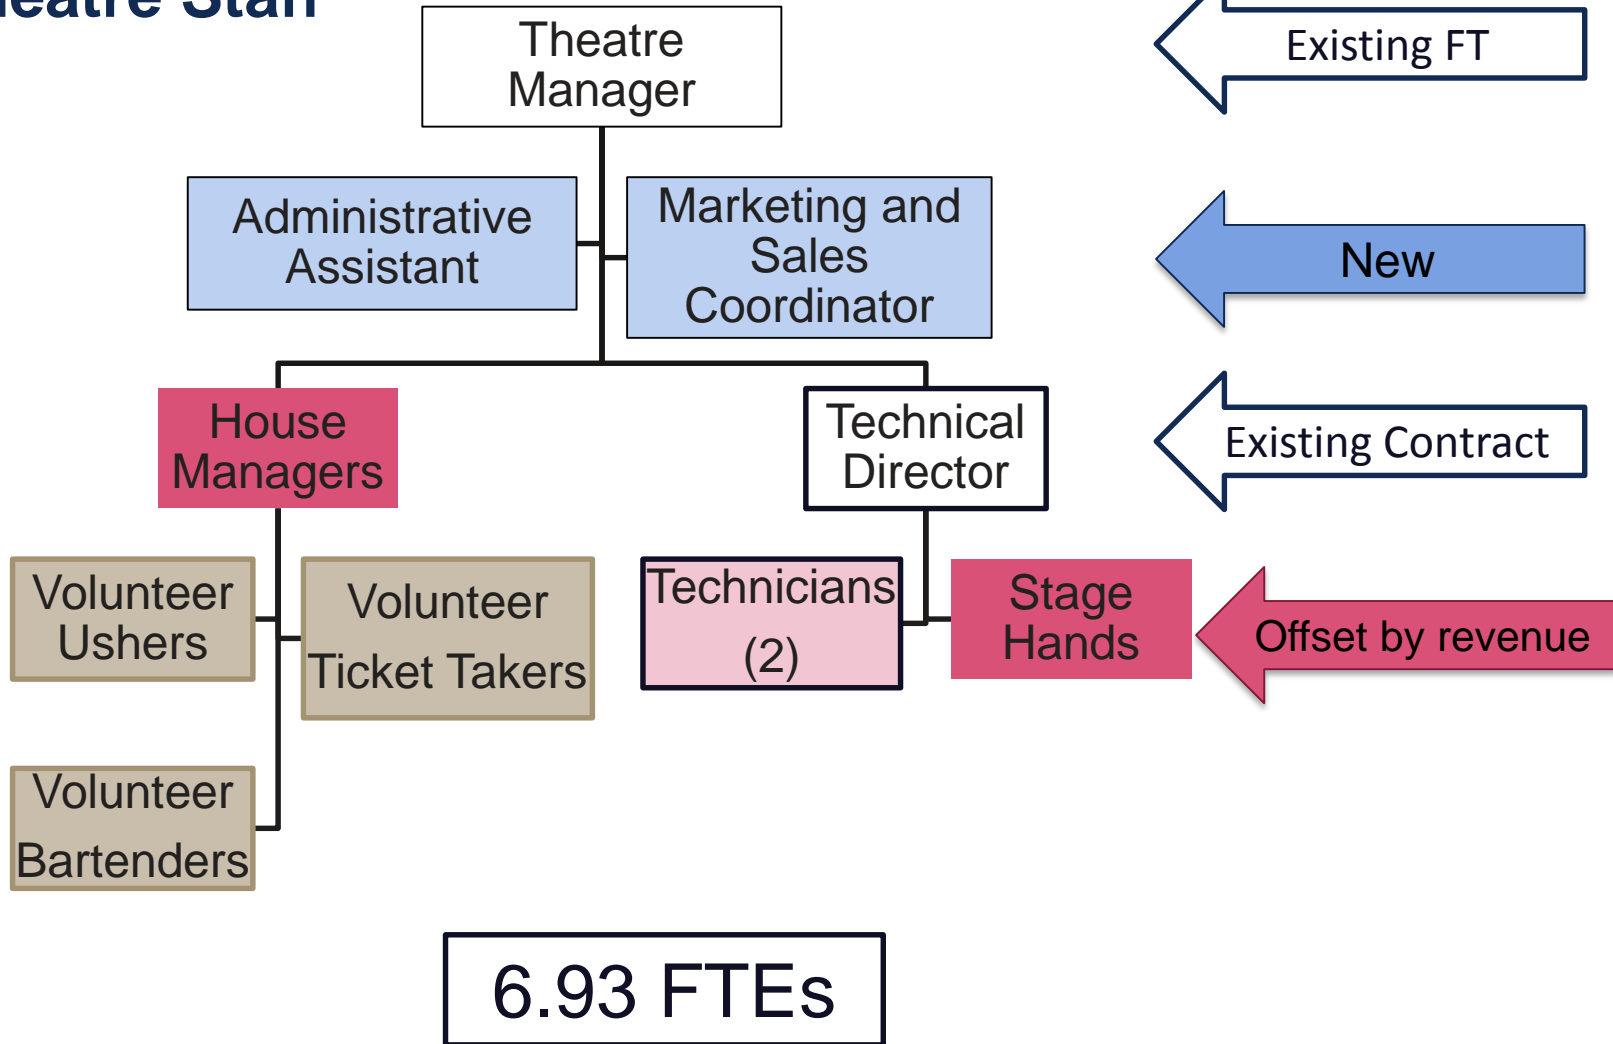 Theatre
Manager
Existing FT
Administrative
Assistant
Marketing and
Sales
Coordinator
New
House
Managers
Technical
Director
Existing Contract
Volunteer
Ushers
Volunteer
Ticket Takers
Technicians
(2)
Stage
Hands
Offset by revenue
Volunteer
Bartenders
6.93 FTEs